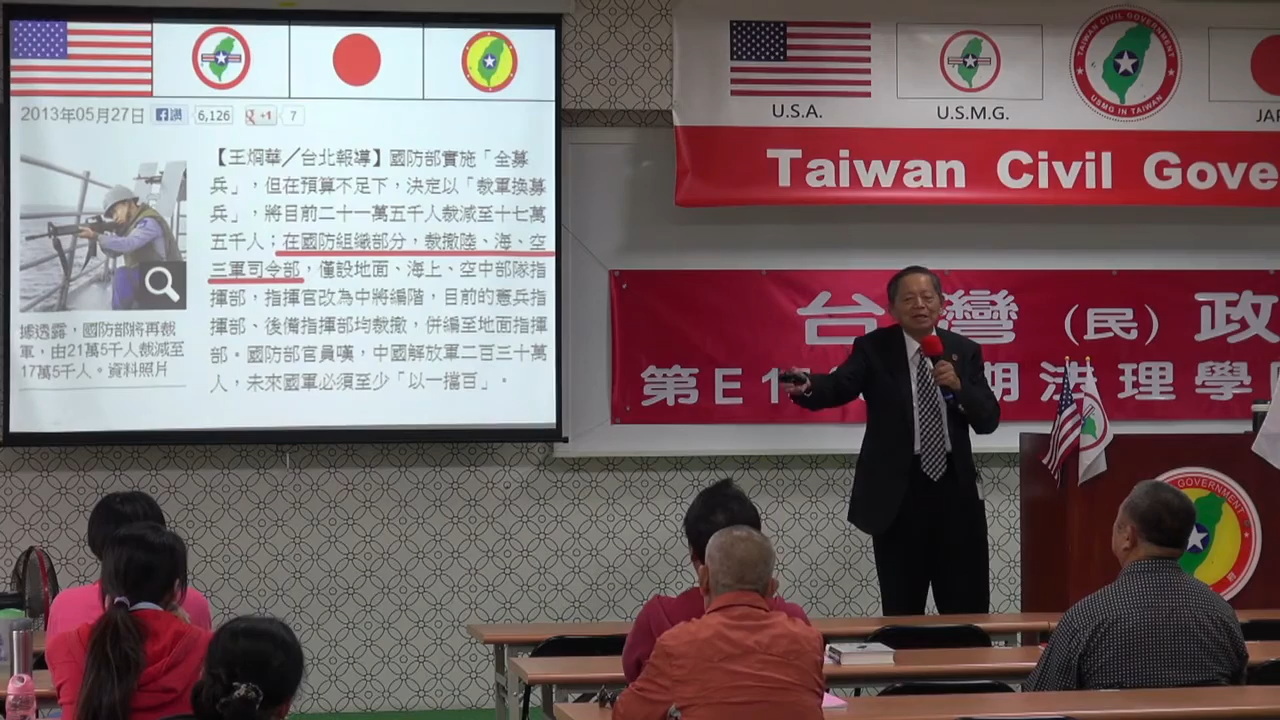 2013年05月27日 讚 6,126 +1 7
【王烱華╱台北報導】國防部實施「全募
兵」，但在預算不足下，決定以「裁軍換募
兵」，將目前二十一萬五千人裁減至十七萬
五千人；在國防組織部分，裁撤陸、海、空
三軍司令部，僅設地面、海上、空中部隊指
揮部，指揮官改為中將編階，目前的憲兵指
揮部、後備指揮部均裁撤，併編至地面指揮
部。國防部官員嘆，中國解放軍二百三十萬
人，未來國軍必須至少「以一擋百」。
據透露，國防部將再裁
軍，由21萬5千人裁減至
17萬5千人。資料照片
U.S.A.
U.S.M.G.
TAIWAN CIVIL GOVERNMENT
USMG IN TAIWAN
JAP
Taiwan Civil Gove
台灣（民）政
第E1 期法理學
GOVERNMENT